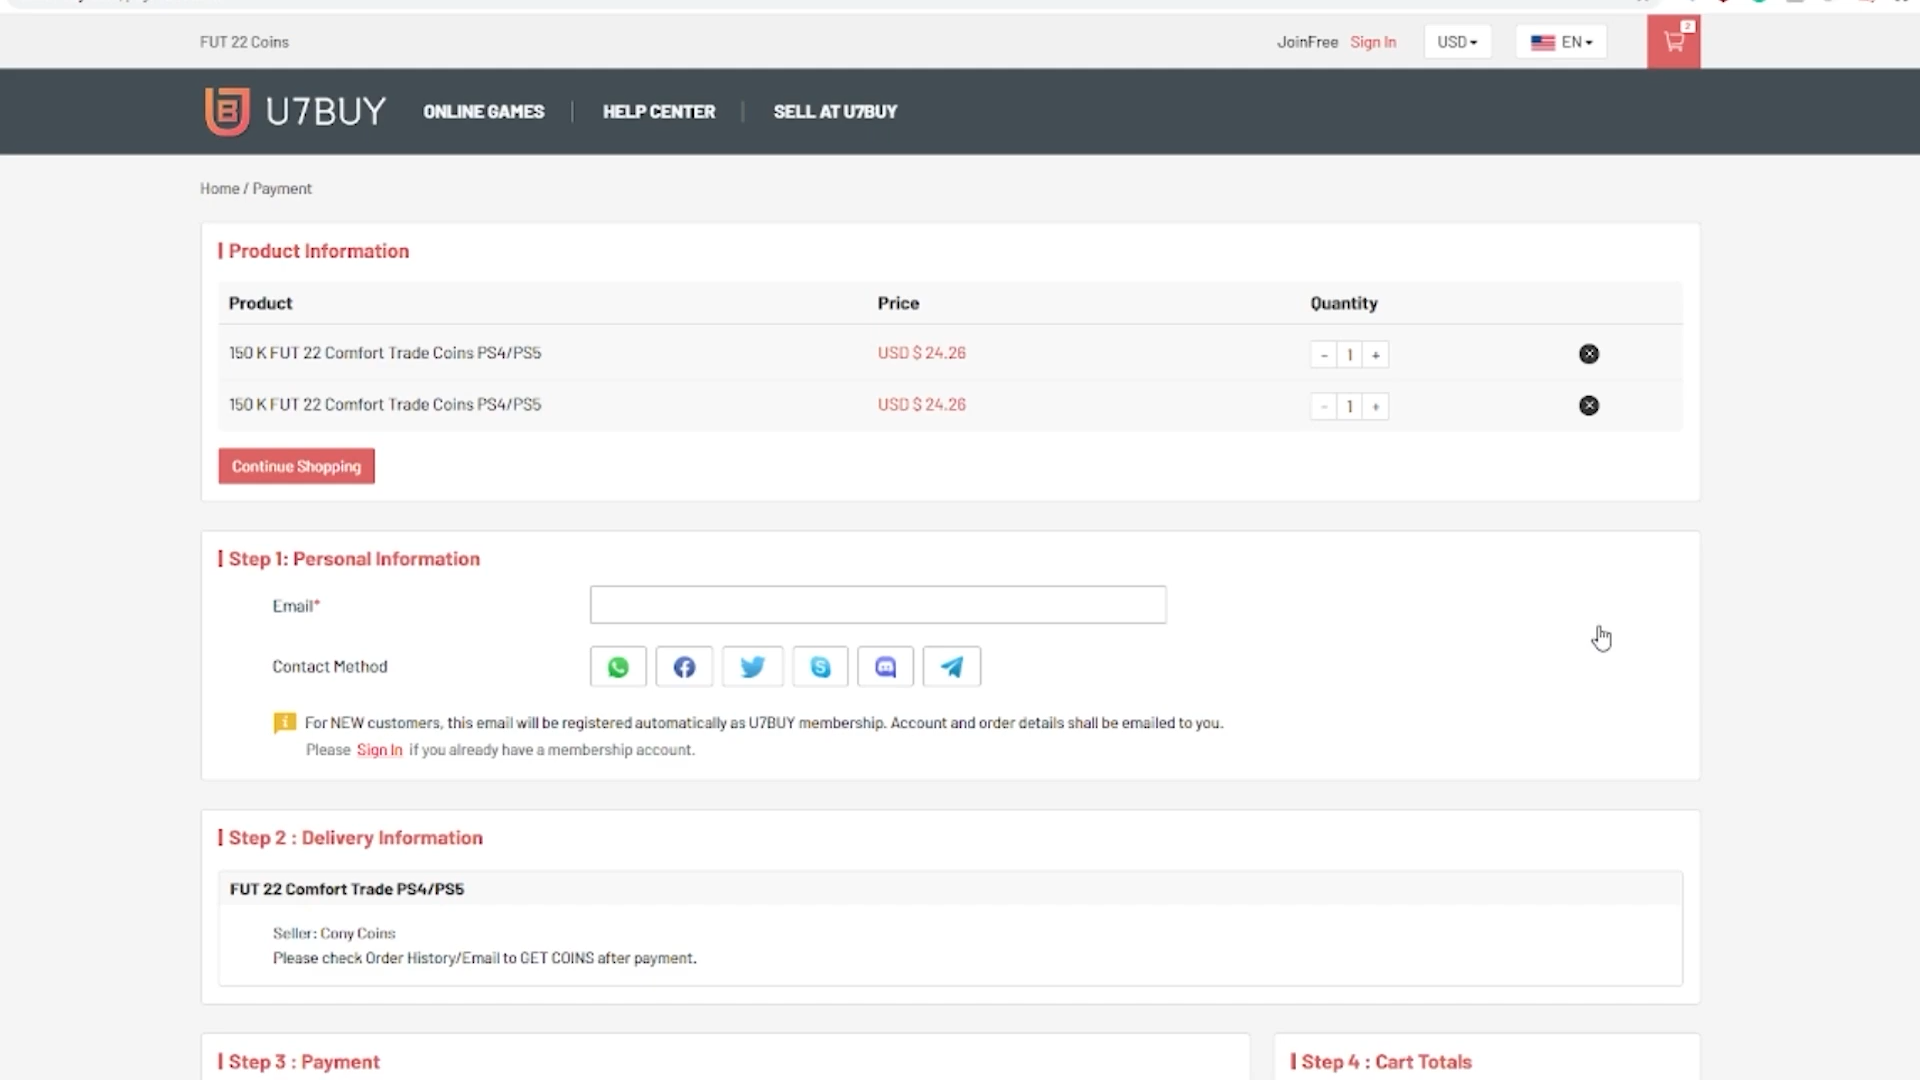 FUT 22 Coins
JoinFree Sign In USD EN 2
U7BUY ONLINE GAMES | HELP CENTER | SELL AT U7BUY
Home / Payment
Product Information
Product Price Quantity
150 K FUT 22 Comfort Trade Coins PS4/PS5 USD $ 24.26 - 1 +
150 K FUT 22 Comfort Trade Coins PS4/PS5 USD $ 24.26 - 1 +
Continue Shopping
Step 1: Personal Information
Email*
Contact Method
For NEW customers, this email will be registered automatically as U7BUY membership. Account and order details shall be emailed to you.
Please Sign In if you already have a membership account.
Step 2 : Delivery Information
FUT 22 Comfort Trade PS4/PS5
Seller: Cony Coins
Please check Order History/Email to GET COINS after payment.
Step 3 : Payment
Step 4 : Cart Totals